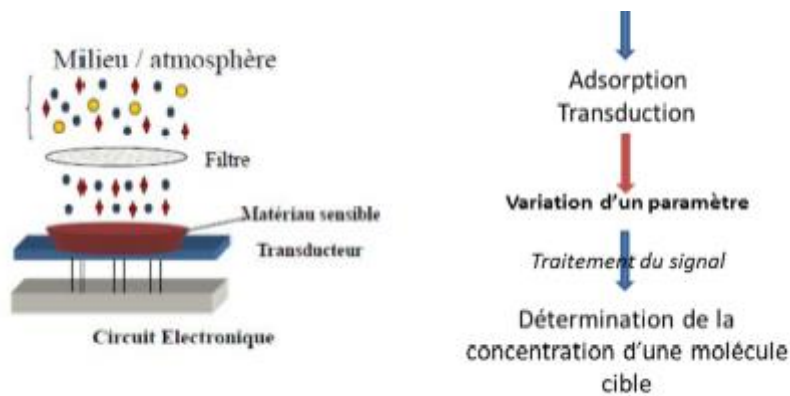 Milieu / atmosphère
Filtre
Matériau sensible
Transducteur
Circuit Electronique
Adsorption
Transduction
Variation d'un paramètre
Traitement du signal
Détermination de la
concentration d'une molécule
cible